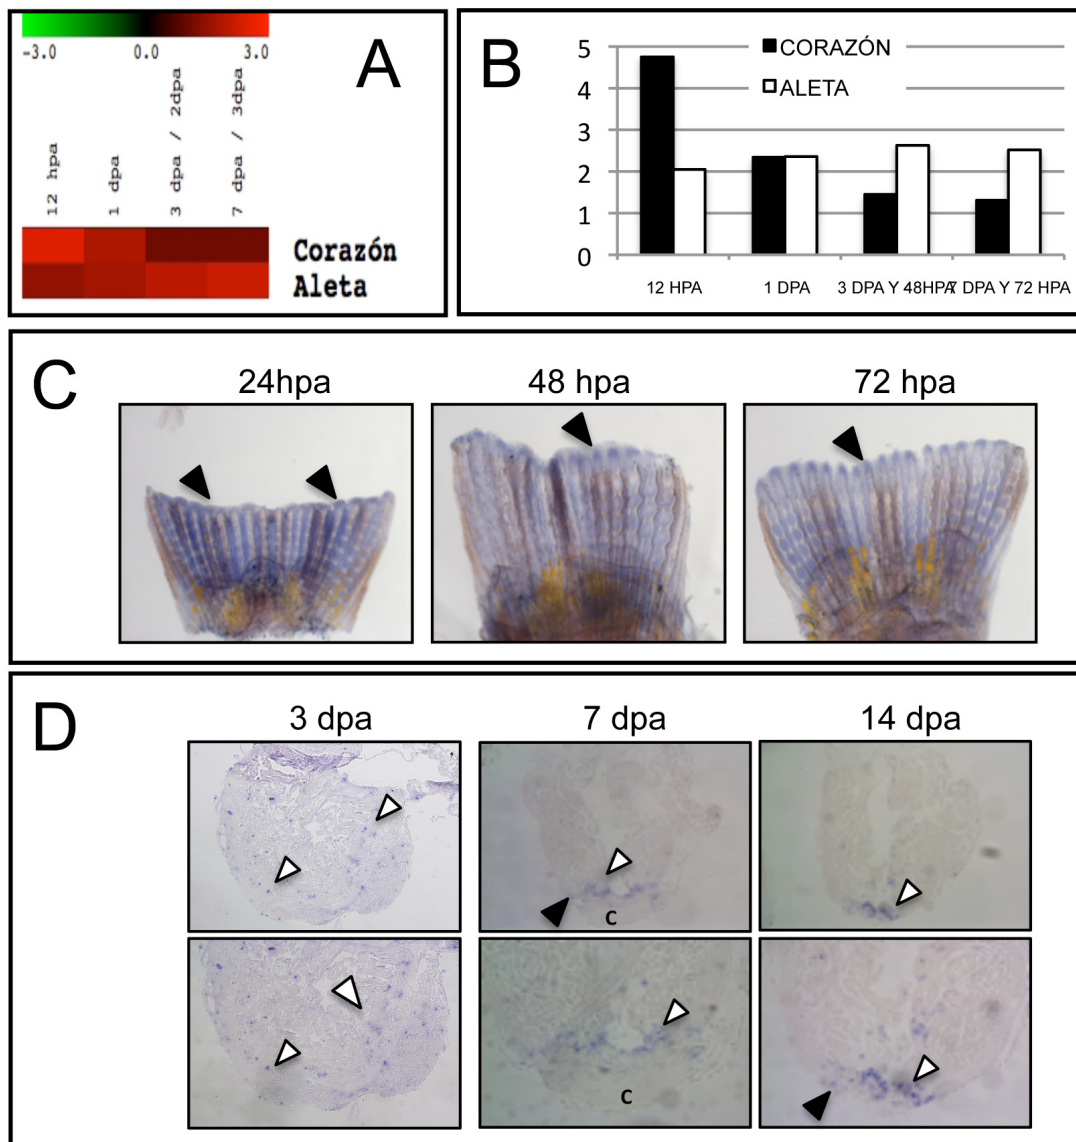 A
-3.0 0.0 3.0
12 hpa
1 dpa
3 dpa / 2dpa
7 dpa / 3dpa
Corazón
Aleta
B
CORAZÓN
ALETA
5
4
3
2
1
0
12 HPA
1 DPA
3 DPA Y 48HPA
7 DPA Y 72 HPA
C
24hpa
48 hpa
72 hpa
D
3 dpa
7 dpa
14 dpa
C
C